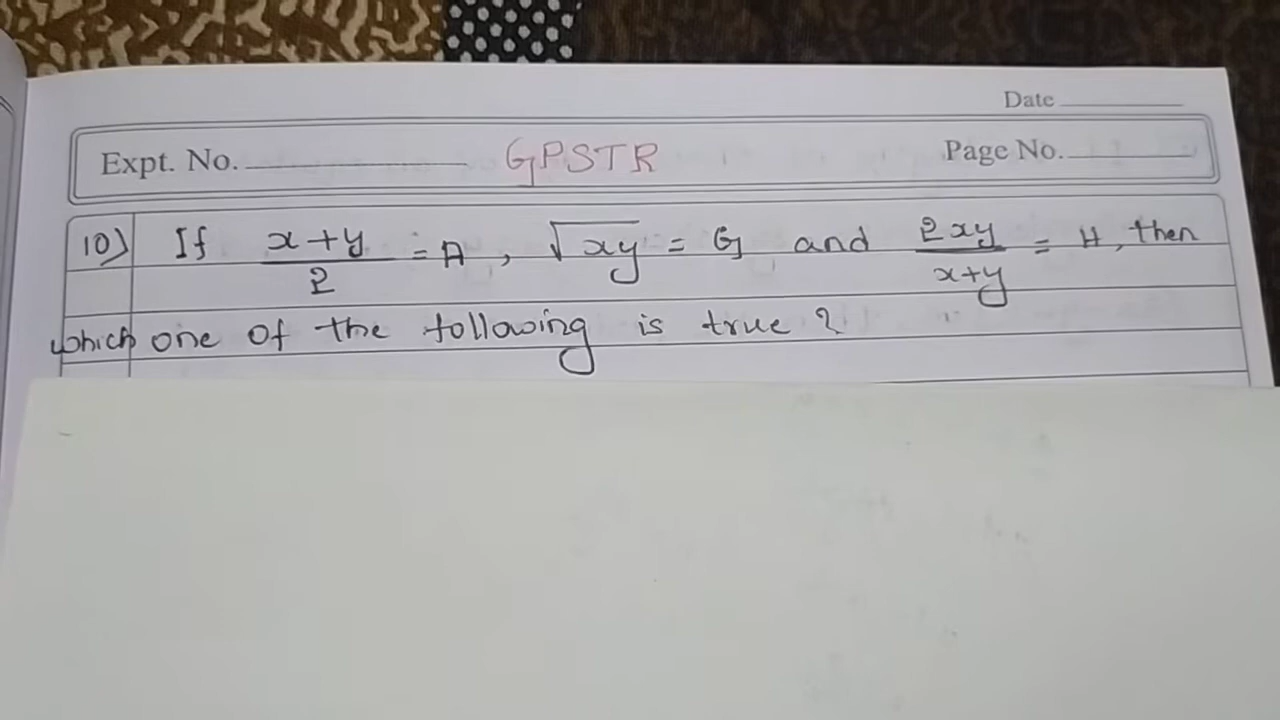 Date
Expt. No. GPSTR Page No.
10) If x+y/2 = A, √xy = G and 2xy/x+y = H, then
which one of the following is true?